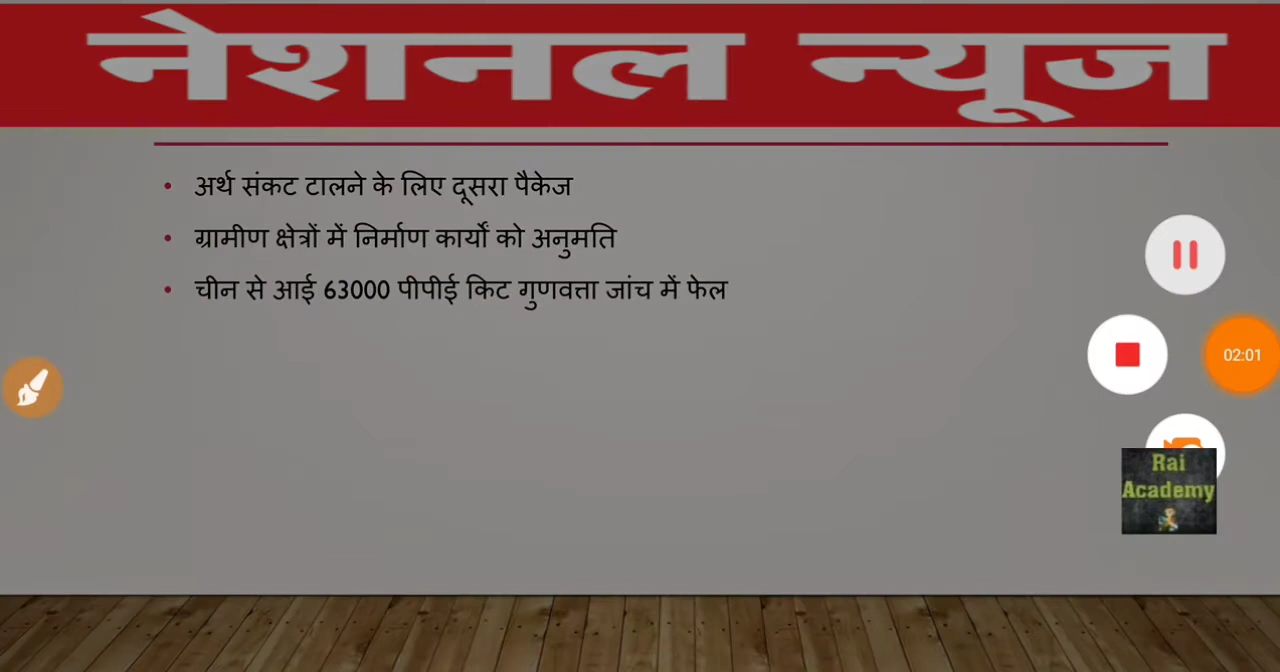 नेशनल न्यूज
• अर्थ संकट टालने के लिए दूसरा पैकेज
• ग्रामीण क्षेत्रों में निर्माण कार्यों को अनुमति
• चीन से आई 63000 पीपीई किट गुणवत्ता जांच में फेल
02:01
Rai
Academy